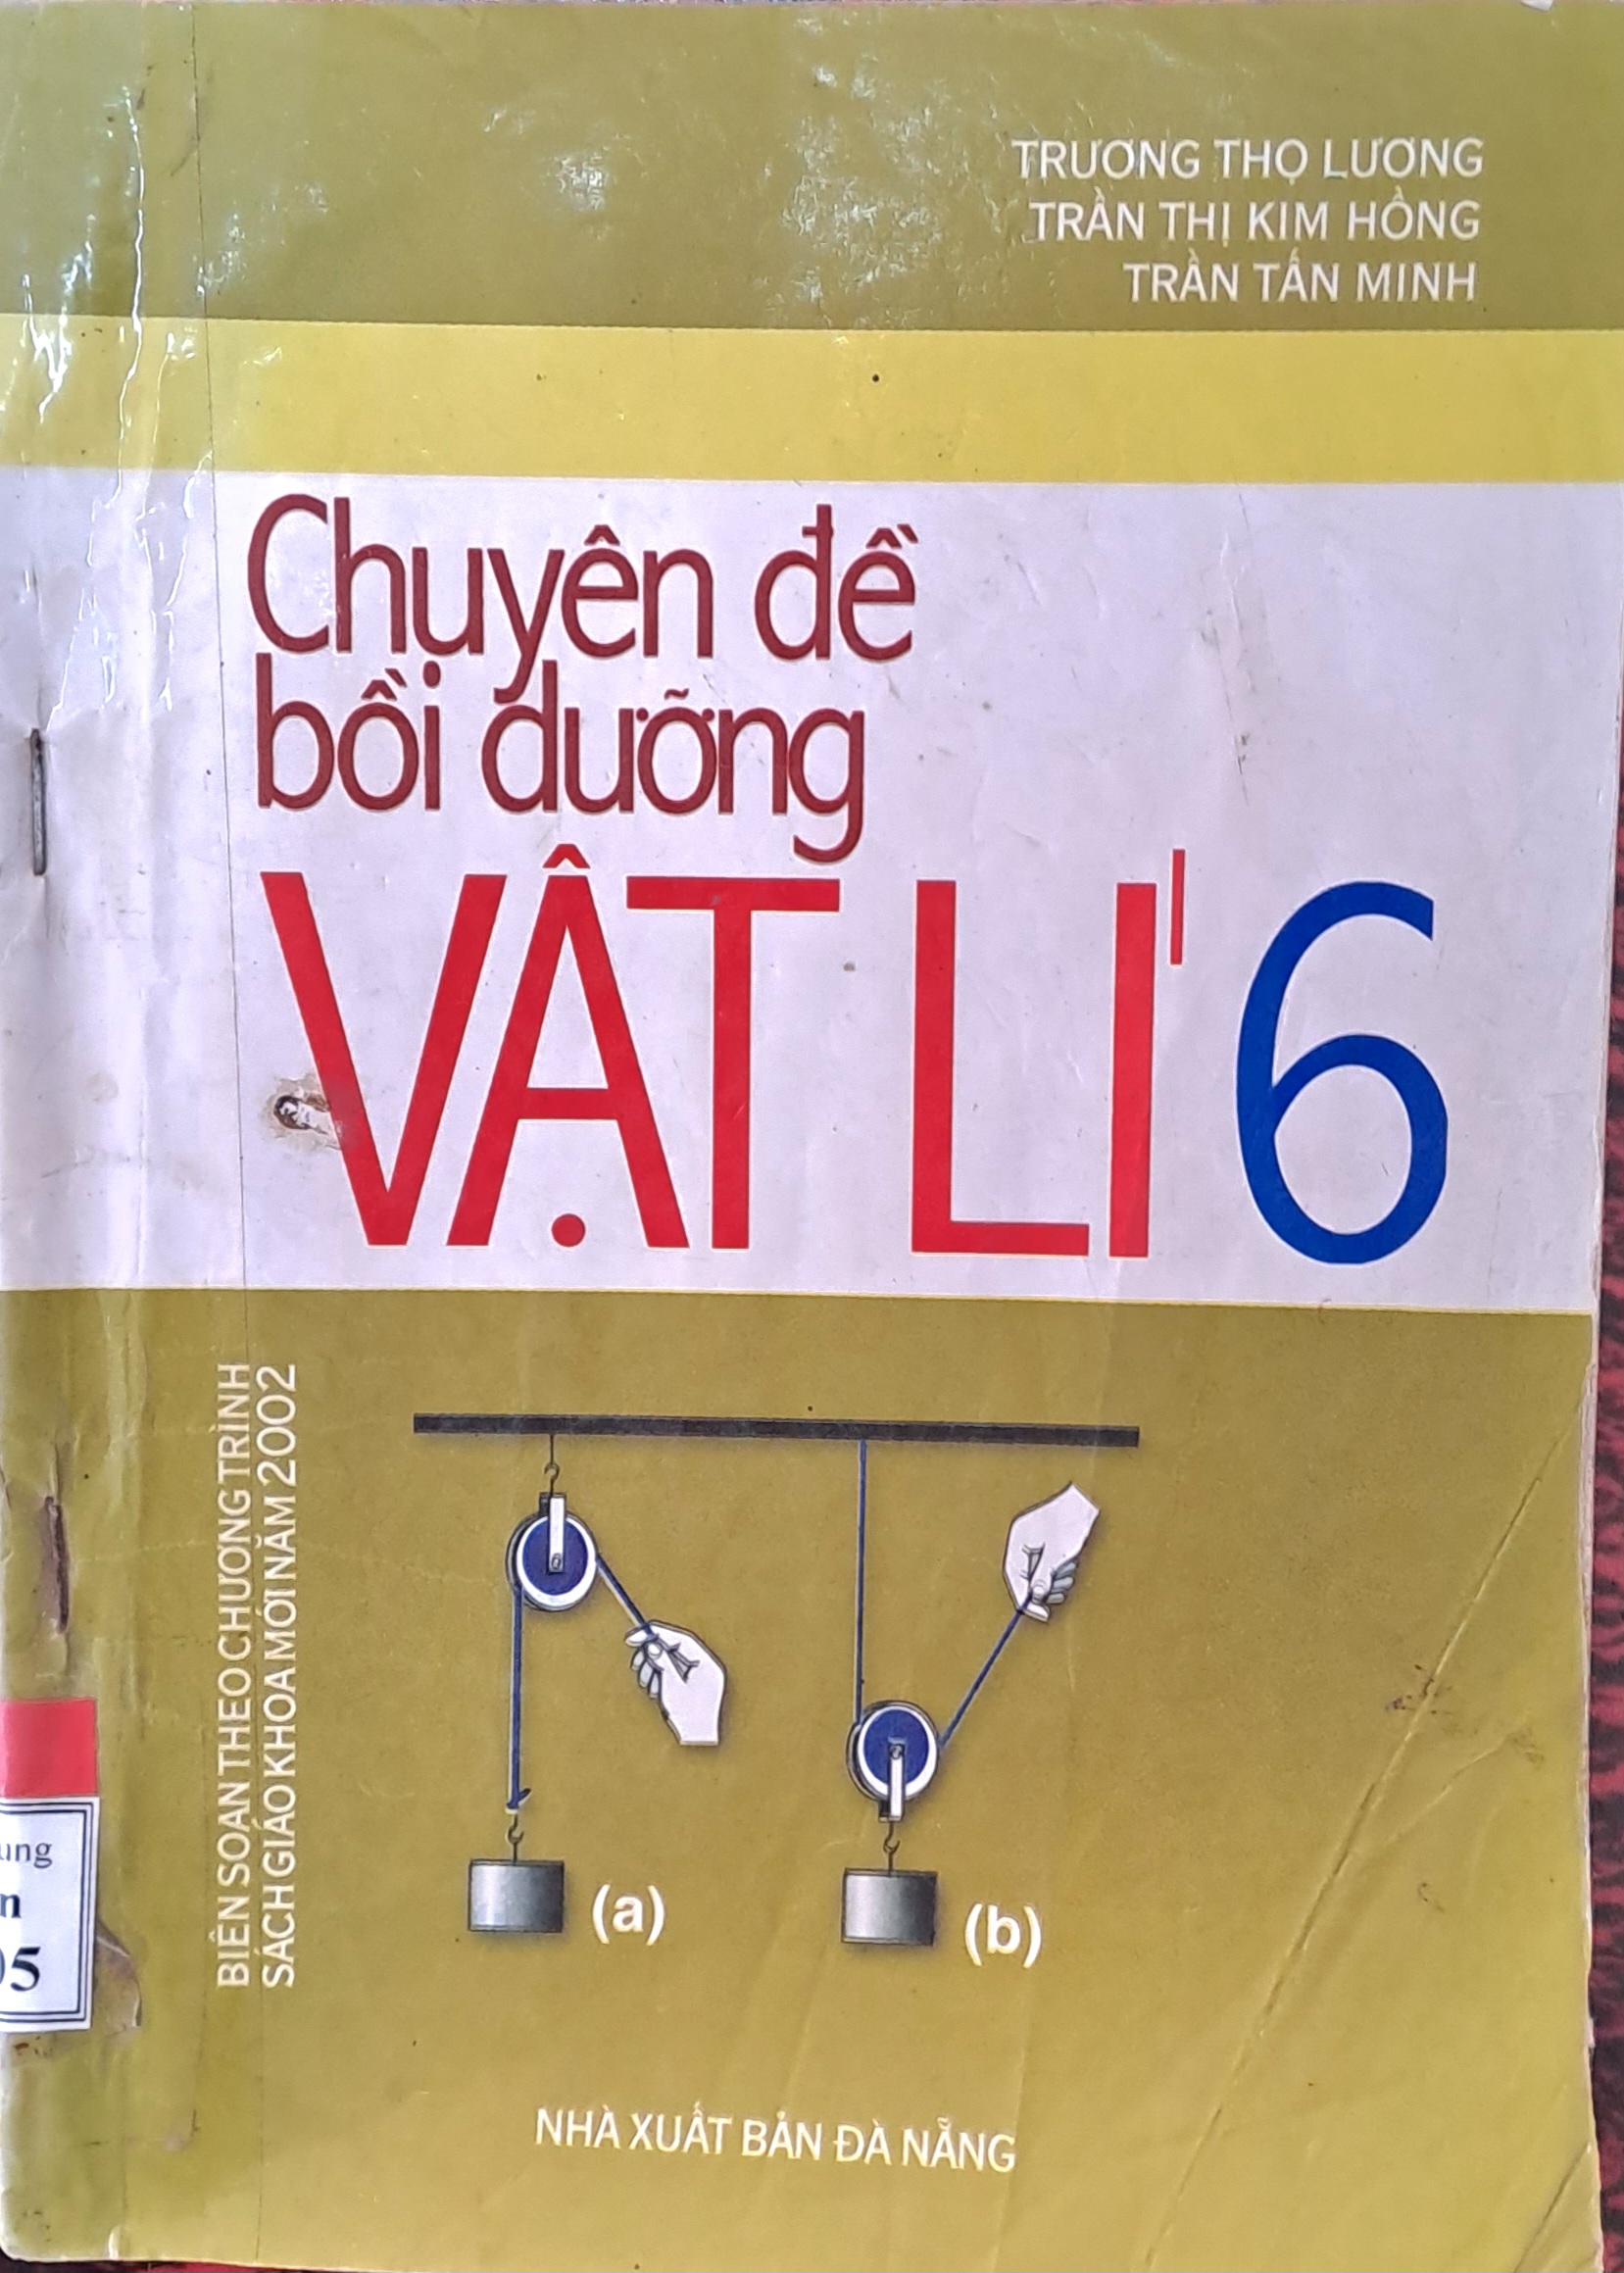 TRƯƠNG THỌ LƯƠNG
TRẦN THỊ KIM HỒNG
TRẦN TẤN MINH
Chuyên đề
bồi dưỡng
VẬT LÍ 6
BIÊN SOẠN THEO CHƯƠNG TRÌNH
SÁCH GIÁO KHOA MỚI NĂM 2002
(a)
(b)
NHÀ XUẤT BẢN ĐÀ NẴNG